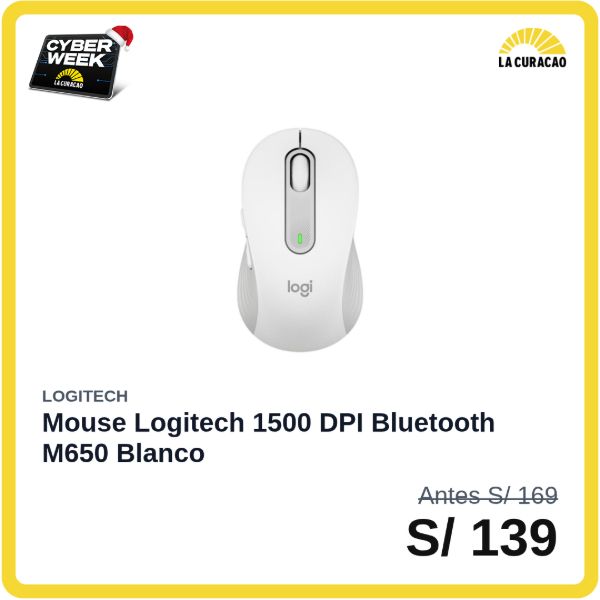 CYBER
WEEK
LA CURACAO
LA CURACAO
logi
LOGITECH
Mouse Logitech 1500 DPI Bluetooth
M650 Blanco
Antes S/ 169
S/ 139